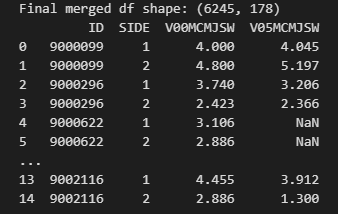 Final merged df shape: (6245, 178)
ID SIDE V00MCMJSW V05MCMJSW
0 9000099 1 4.000 4.045
1 9000099 2 4.800 5.197
2 9000296 1 3.740 3.206
3 9000296 2 2.423 2.366
4 9000622 1 3.106 NaN
5 9000622 2 2.886 NaN
...
13 9002116 1 4.455 3.912
14 9002116 2 2.886 1.300